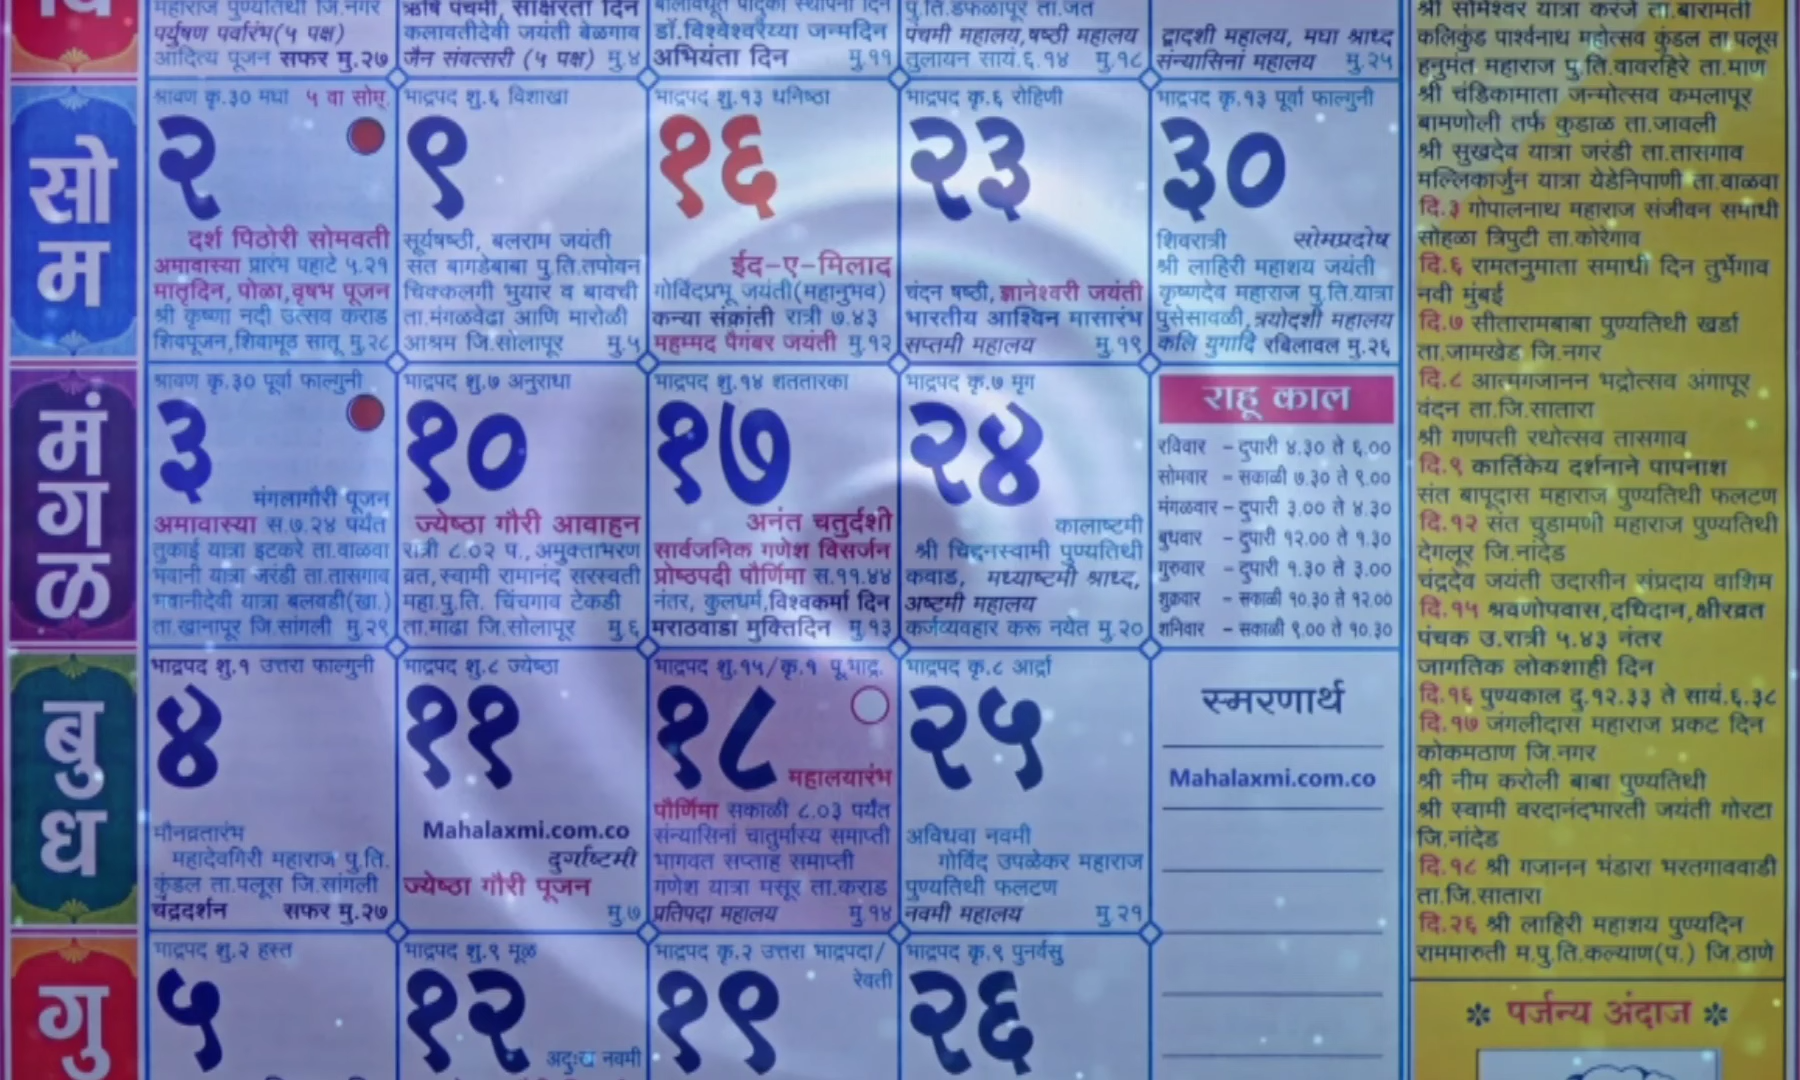 वि
महाराज पुण्यतिथी जि.नगर
पर्युषण पर्वारंभ(५ पक्ष)
आदित्य पूजन सफर मु.२७
ऋषि पंचमी, साक्षरता दिन
कलावतीदेवी जयंती बेळगाव
जैन संवत्सरी (५ पक्ष) मु.४
बालावधूत पादुका स्थापना दिन
डॉ.विश्वेश्वरैय्या जन्मदिन
अभियंता दिन मु.११
पु.ति.डफळापूर ता.जत
पंचमी महालय,षष्ठी महालय
तुलायन सायं.६.१४ मु.१८
द्वादशी महालय, मघा श्राध्द
संन्यासिनां महालय मु.२५
सोम
श्रावण कृ.३० मघा ५ वा सोम.
२
दर्श पिठोरी सोमवती
अमावास्या प्रारंभ पहाटे ५.२१
मातृदिन, पोळा,वृषभ पूजन
श्री कृष्णा नदी उत्सव कराड
शिवपूजन,शिवामूठ सातू मु.२८
भाद्रपद शु.६ विशाखा
९
सूर्यषष्ठी, बलराम जयंती
संत बागडेबाबा पु.ति.तपोवन
चिक्कलगी भुयार व बावची
ता.मंगळवेढा आणि मारोळी
आश्रम जि.सोलापूर मु.५
भाद्रपद शु.१३ धनिष्ठा
१६
ईद-ए-मिलाद
गोविंदप्रभू जयंती(महानुभव)
कन्या संक्रांती रात्री ७.४३
महम्मद पैगंबर जयंती मु.१२
भाद्रपद कृ.६ रोहिणी
२३
चंदन षष्ठी, ज्ञानेश्वरी जयंती
भारतीय आश्विन मासारंभ
सप्तमी महालय मु.१९
भाद्रपद कृ.१३ पूर्वा फाल्गुनी
३०
शिवरात्री सोमप्रदोष
श्री लाहिरी महाशय जयंती
कृष्णदेव महाराज पु.ति.यात्रा
पुसेसावळी,त्रयोदशी महालय
कलि युगादि रबिलावल मु.२६
मंगळ
श्रावण कृ.३० पूर्वा फाल्गुनी
३
मंगलागौरी पूजन
अमावास्या स.७.२४ पर्यंत
तुकाई यात्रा इटकरे ता.वाळवा
भवानी यात्रा जरंडी ता.तासगाव
भवानीदेवी यात्रा बलवडी(खा.)
ता.खानापूर जि.सांगली मु.२९
भाद्रपद शु.७ अनुराधा
१०
ज्येष्ठा गौरी आवाहन
रात्री ८.०२ प., अमुक्ताभरण
व्रत,स्वामी रामानंद सरस्वती
महा.पु.ति. चिंचगाव टेकडी
ता.माढा जि.सोलापूर मु.६
भाद्रपद शु.१४ शततारका
१७
अनंत चतुर्दशी
सार्वजनिक गणेश विसर्जन
प्रोष्ठपदी पौर्णिमा स.११.४४
नंतर, कुलधर्म,विश्वकर्मा दिन
मराठवाडा मुक्तिदिन मु.१३
भाद्रपद कृ.७ मृग
२४
कालाष्टमी
श्री चिद्घनस्वामी पुण्यतिथी
कवाड, मध्याष्टमी श्राध्द,
अष्टमी महालय
कर्जव्यवहार करू नयेत मु.२०
राहू काल
रविवार – दुपारी ४.३० ते ६.००
सोमवार – सकाळी ७.३० ते ९.००
मंगळवार – दुपारी ३.०० ते ४.३०
बुधवार – दुपारी १२.०० ते १.३०
गुरुवार – दुपारी १.३० ते ३.००
शुक्रवार – सकाळी १०.३० ते १२.००
शनिवार – सकाळी ९.०० ते १०.३०
बुध
भाद्रपद शु.१ उत्तरा फाल्गुनी
४
मौनव्रतारंभ
महादेवगिरी महाराज पु.ति.
कुंडल ता.पलूस जि.सांगली
चंद्रदर्शन सफर मु.२७
भाद्रपद शु.८ ज्येष्ठा
११
Mahalaxmi.com.co
दुर्गाष्टमी
ज्येष्ठा गौरी पूजन
मु.७
भाद्रपद शु.१५/कृ.१ पू.भाद्र.
१८
महालयारंभ
पौर्णिमा सकाळी ८.०३ पर्यंत
संन्यासिनां चातुर्मास्य समाप्ती
भागवत सप्ताह समाप्ती
गणेश यात्रा मसूर ता.कराड
प्रतिपदा महालय मु.१४
भाद्रपद कृ.८ आर्द्रा
२५
अविधवा नवमी
गोविंद उपळेकर महाराज
पुण्यतिथी फलटण
नवमी महालय मु.२१
स्मरणार्थ
Mahalaxmi.com.co
गु
भाद्रपद शु.२ हस्त
५
भाद्रपद शु.९ मूळ
१२
अदुःख नवमी
भाद्रपद कृ.२ उत्तरा भाद्रपदा/
रेवती
१९
भाद्रपद कृ.९ पुनर्वसु
२६
श्री सोमेश्वर यात्रा करंजे ता.बारामती
कलिकुंड पार्श्वनाथ महोत्सव कुंडल ता.पलूस
हनुमंत महाराज पु.ति.वावरहिरे ता.माण
श्री चंडिकामाता जन्मोत्सव कमलापूर
बामणोली तर्फ कुडाळ ता.जावली
श्री सुखदेव यात्रा जरंडी ता.तासगाव
मल्लिकार्जुन यात्रा येडेनिपाणी ता.वाळवा
दि.३ गोपालनाथ महाराज संजीवन समाधी
सोहळा त्रिपुटी ता.कोरेगाव
दि.६ रामतनुमाता समाधी दिन तुर्भेगाव
नवी मुंबई
दि.७ सीतारामबाबा पुण्यतिथी खर्डा
ता.जामखेड जि.नगर
दि.८ आत्मगजानन भद्रोत्सव अंगापूर
वंदन ता.जि.सातारा
श्री गणपती रथोत्सव तासगाव
दि.९ कार्तिकेय दर्शनाने पापनाश
संत बापूदास महाराज पुण्यतिथी फलटण
दि.१२ संत चुडामणी महाराज पुण्यतिथी
देगलूर जि.नांदेड
चंद्रदेव जयंती उदासीन संप्रदाय वाशिम
दि.१५ श्रवणोपवास,दधिदान,क्षीरव्रत
पंचक उ.रात्री ५.४३ नंतर
जागतिक लोकशाही दिन
दि.१६ पुण्यकाल दु.१२.३३ ते सायं.६.३८
दि.१७ जंगलीदास महाराज प्रकट दिन
कोकमठाण जि.नगर
श्री नीम करोली बाबा पुण्यतिथी
श्री स्वामी वरदानंदभारती जयंती गोरटा
जि.नांदेड
दि.१८ श्री गजानन भंडारा भरतगाववाडी
ता.जि.सातारा
दि.२६ श्री लाहिरी महाशय पुण्यदिन
राममारुती म.पु.ति.कल्याण(प.) जि.ठाणे
✽ पर्जन्य अंदाज ✽